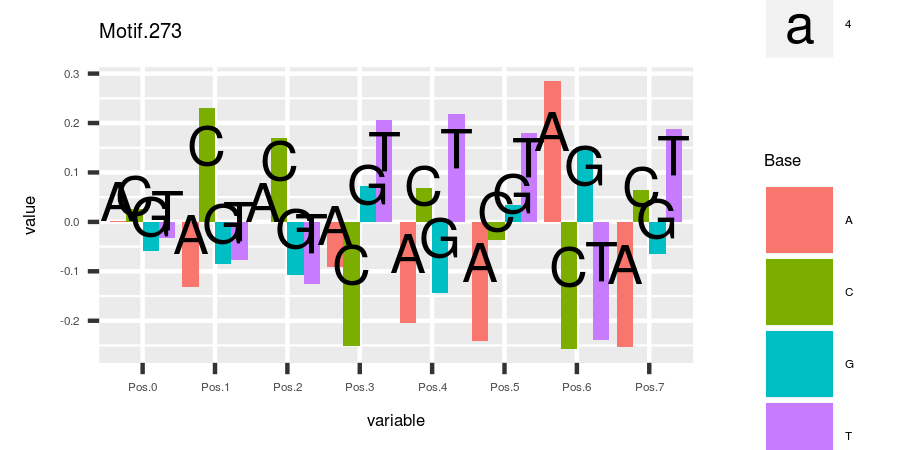 Motif.273
a 4
value
0.3
0.2
0.1
0.0
-0.1
-0.2
A C G T A C G T A C G T A C G T A C G T A C G T A C G T A C G T
Pos.0 Pos.1 Pos.2 Pos.3 Pos.4 Pos.5 Pos.6 Pos.7
variable
Base
A
C
G
T